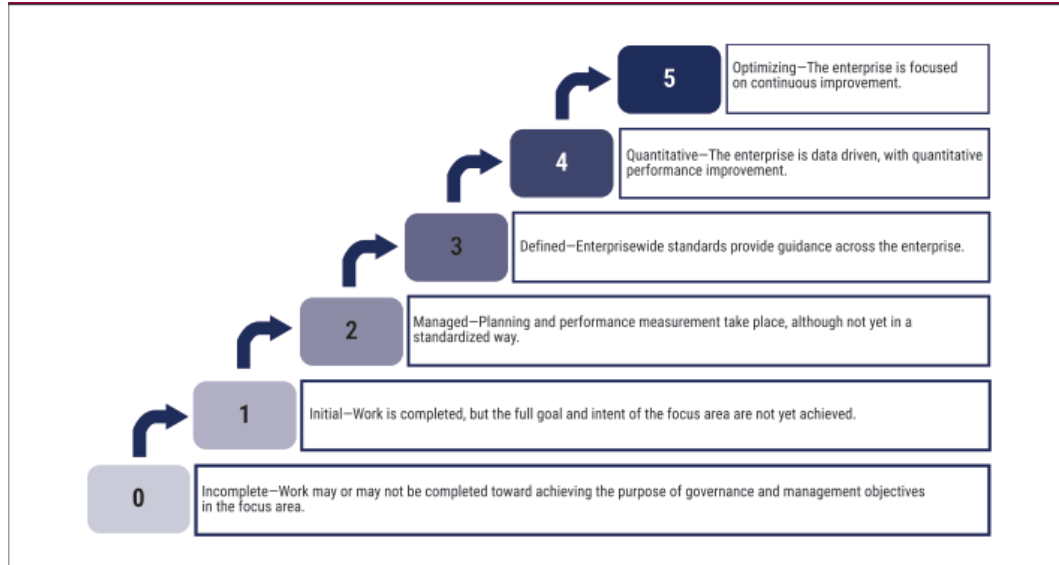 5
Optimizing—The enterprise is focused
on continuous improvement.
4
Quantitative—The enterprise is data driven, with quantitative
performance improvement.
3
Defined—Enterprisewide standards provide guidance across the enterprise.
2
Managed—Planning and performance measurement take place, although not yet in a
standardized way.
1
Initial—Work is completed, but the full goal and intent of the focus area are not yet achieved.
0
Incomplete—Work may or may not be completed toward achieving the purpose of governance and management objectives
in the focus area.